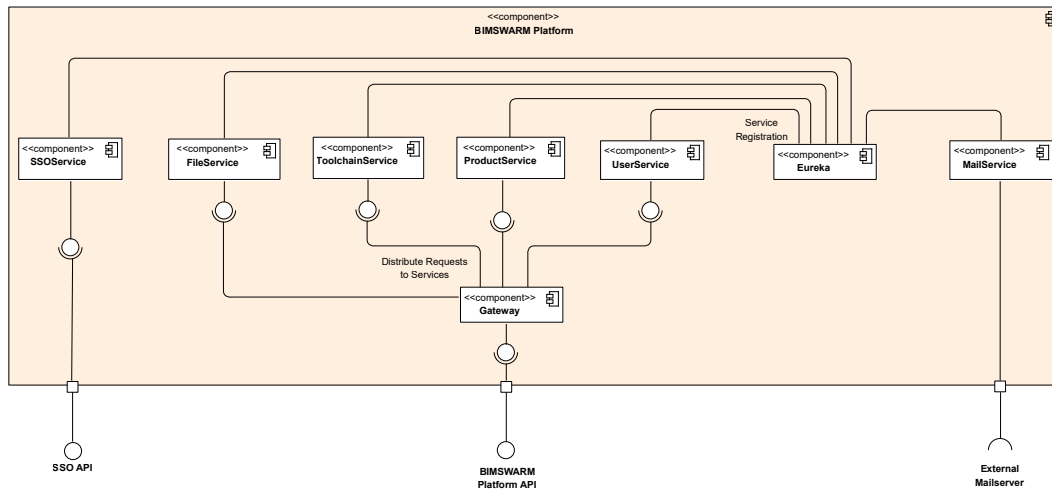 <<component>>
BIMSWARM Platform
Service
Registration
<<component>>
SSOService
<<component>>
FileService
<<component>>
ToolchainService
<<component>>
ProductService
<<component>>
UserService
<<component>>
Eureka
<<component>>
MailService
Distribute Requests
to Services
<<component>>
Gateway
SSO API
BIMSWARM
Platform API
External
Mailserver